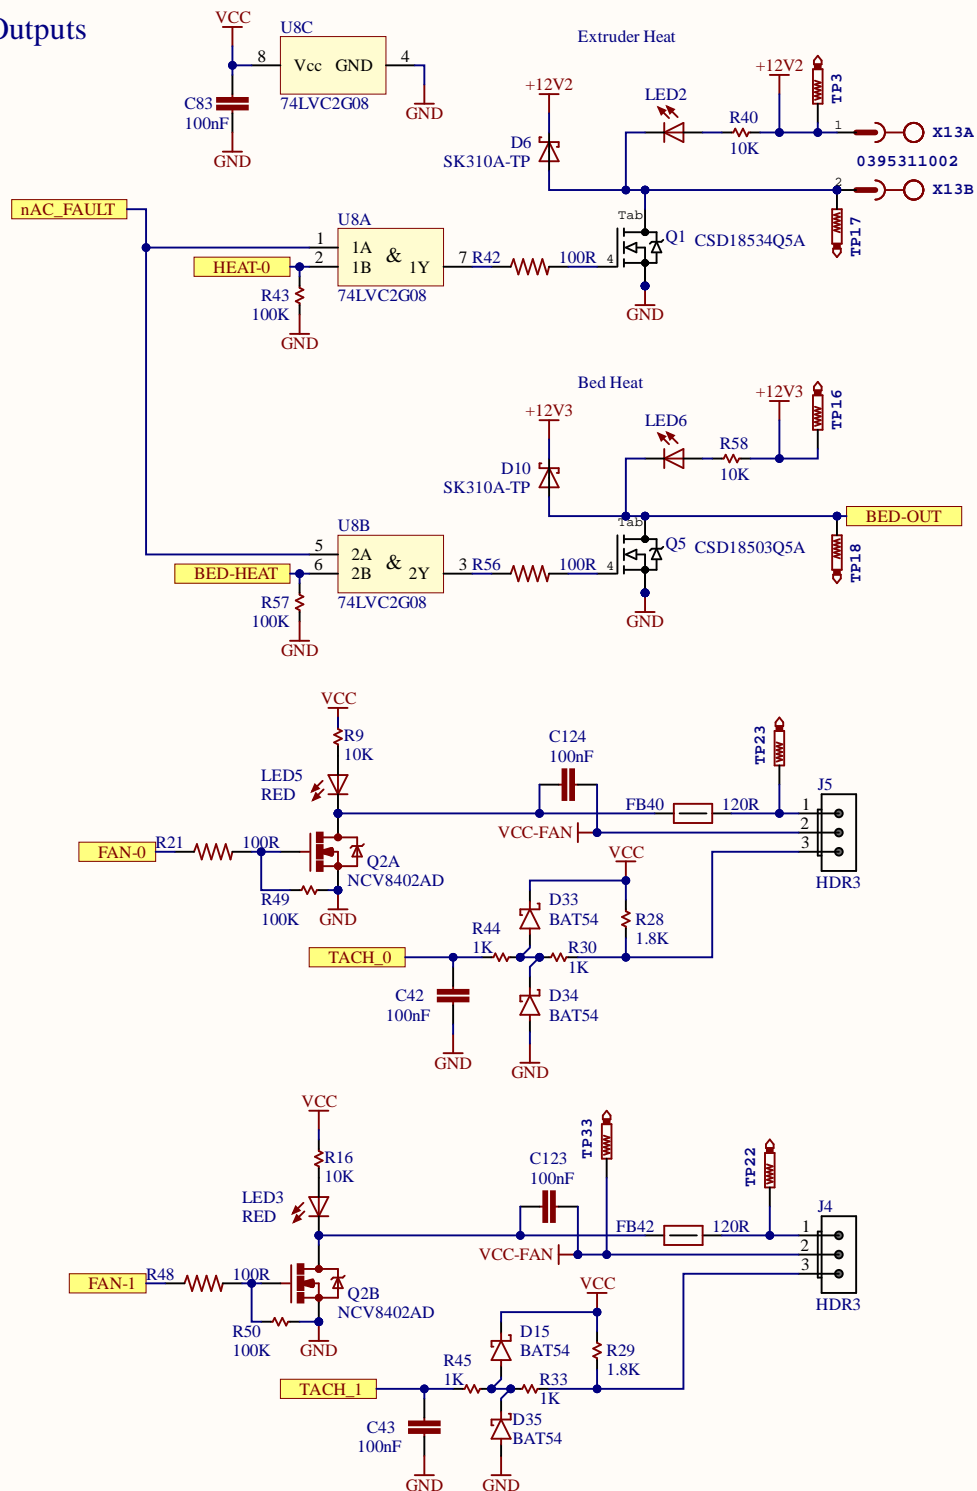 Outputs
VCC
U8C
8
Vcc GND
4
C83
100nF
74LVC2G08
GND
GND
Extruder Heat
+12V2
+12V2
TP3
LED2
R40
10K
1
X13A
0395311002
D6
SK310A-TP
2
X13B
TP17
nAC_FAULT
U8A
1
1A
&
1Y
7
HEAT-0
2
1B
R42
100R
4
Tab
Q1
CSD18534Q5A
R43
100K
74LVC2G08
GND
GND
Bed Heat
+12V3
+12V3
TP16
LED6
R58
10K
D10
SK310A-TP
BED-OUT
TP18
U8B
5
2A
&
2Y
3
BED-HEAT
6
2B
R56
100R
4
Tab
Q5
CSD18503Q5A
R57
100K
74LVC2G08
GND
GND
VCC
R9
10K
LED5
RED
C124
100nF
TP23
J5
FB40
120R
1
VCC-FAN
2
3
HDR3
FAN-0
R21
100R
Q2A
NCV8402AD
R49
100K
GND
VCC
D33
BAT54
R28
1.8K
R44
1K
R30
1K
TACH_0
C42
100nF
D34
BAT54
GND
GND
VCC
R16
10K
LED3
RED
C123
100nF
TP33
TP22
J4
FB42
120R
1
VCC-FAN
2
3
HDR3
FAN-1
R48
100R
Q2B
NCV8402AD
R50
100K
GND
VCC
D15
BAT54
R29
1.8K
R45
1K
R33
1K
TACH_1
C43
100nF
D35
BAT54
GND
GND